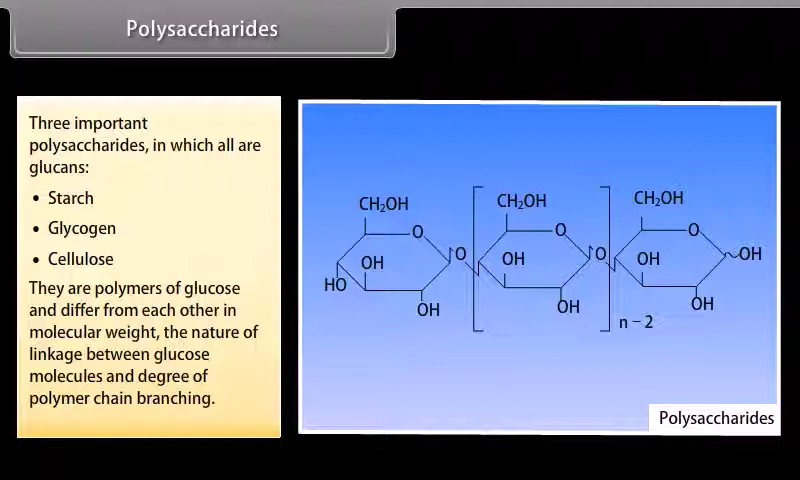 Polysaccharides
Three important
polysaccharides, in which all are
glucans:
• Starch
• Glycogen
• Cellulose
They are polymers of glucose
and differ from each other in
molecular weight, the nature of
linkage between glucose
molecules and degree of
polymer chain branching.
CH₂OH CH₂OH CH₂OH
O O O
O O OH
OH OH OH
HO
OH OH OH
n – 2
Polysaccharides